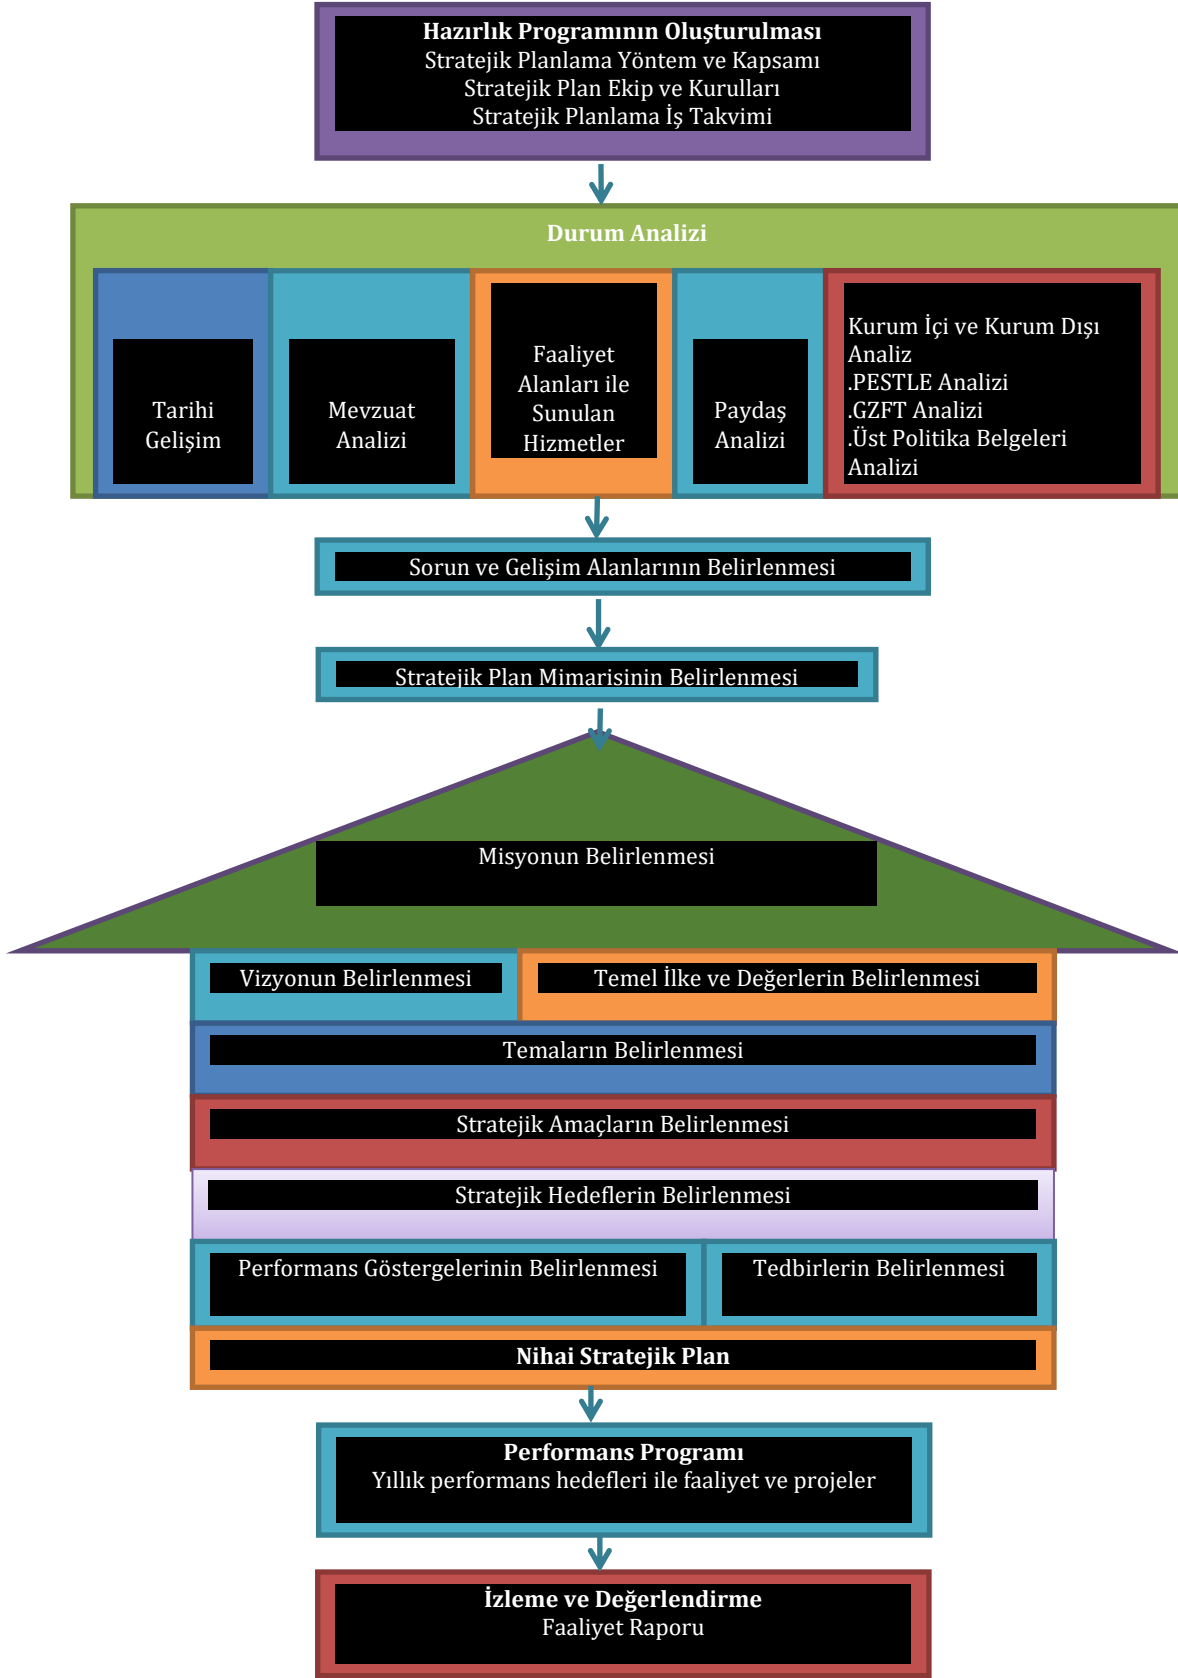 Hazırlık Programının Oluşturulması
Stratejik Planlama Yöntem ve Kapsamı
Stratejik Plan Ekip ve Kurulları
Stratejik Planlama İş Takvimi
Durum Analizi
Tarihi
Gelişim
Mevzuat
Analizi
Faaliyet
Alanları ile
Sunulan
Hizmetler
Paydaş
Analizi
Kurum İçi ve Kurum Dışı
Analiz
.PESTLE Analizi
.GZFT Analizi
.Üst Politika Belgeleri
Analizi
Sorun ve Gelişim Alanlarının Belirlenmesi
Stratejik Plan Mimarisinin Belirlenmesi
Misyonun Belirlenmesi
Vizyonun Belirlenmesi
Temel İlke ve Değerlerin Belirlenmesi
Temaların Belirlenmesi
Stratejik Amaçların Belirlenmesi
Stratejik Hedeflerin Belirlenmesi
Performans Göstergelerinin Belirlenmesi
Tedbirlerin Belirlenmesi
Nihai Stratejik Plan
Performans Programı
Yıllık performans hedefleri ile faaliyet ve projeler
İzleme ve Değerlendirme
Faaliyet Raporu